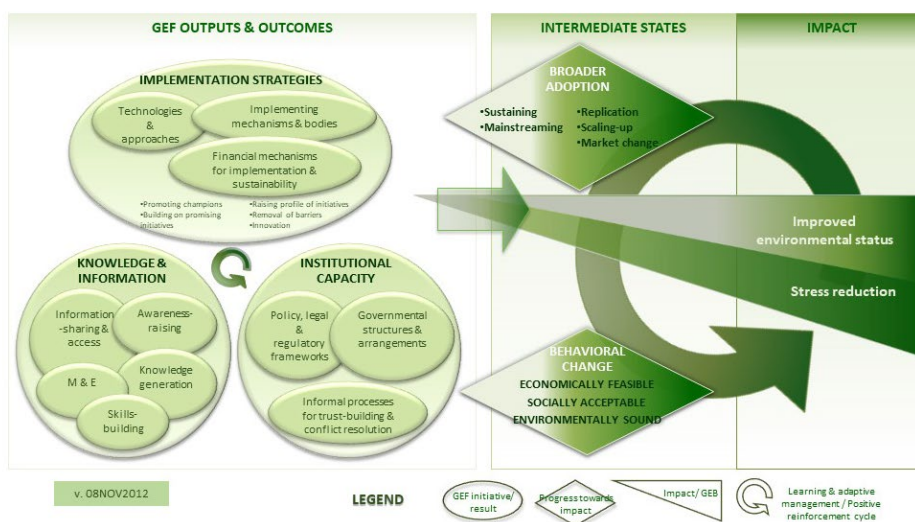 GEF OUTPUTS & OUTCOMES
INTERMEDIATE STATES
IMPACT
IMPLEMENTATION STRATEGIES
Technologies
&
approaches
Implementing
mechanisms & bodies
Financial mechanisms
for implementation &
sustainability
•Promoting champions
•Building on promising
initiatives
•Raising profile of initiatives
•Removal of barriers
•Innovation
KNOWLEDGE &
INFORMATION
Information
-sharing &
access
Awareness-
raising
M & E
Knowledge
generation
Skills-
building
INSTITUTIONAL
CAPACITY
Policy, legal
&
regulatory
frameworks
Governmental
structures &
arrangements
Informal processes
for trust-building &
conflict resolution
BROADER
ADOPTION
•Sustaining
•Mainstreaming
•Replication
•Scaling-up
•Market change
Improved
environmental status
Stress reduction
BEHAVIORAL
CHANGE
ECONOMICALLY FEASIBLE
SOCIALLY ACCEPTABLE
ENVIRONMENTALLY SOUND
v. 08NOV2012
LEGEND
GEF initiative/
result
Progress towards
impact
Impact/ GEB
Learning & adaptive
management / Positive
reinforcement cycle